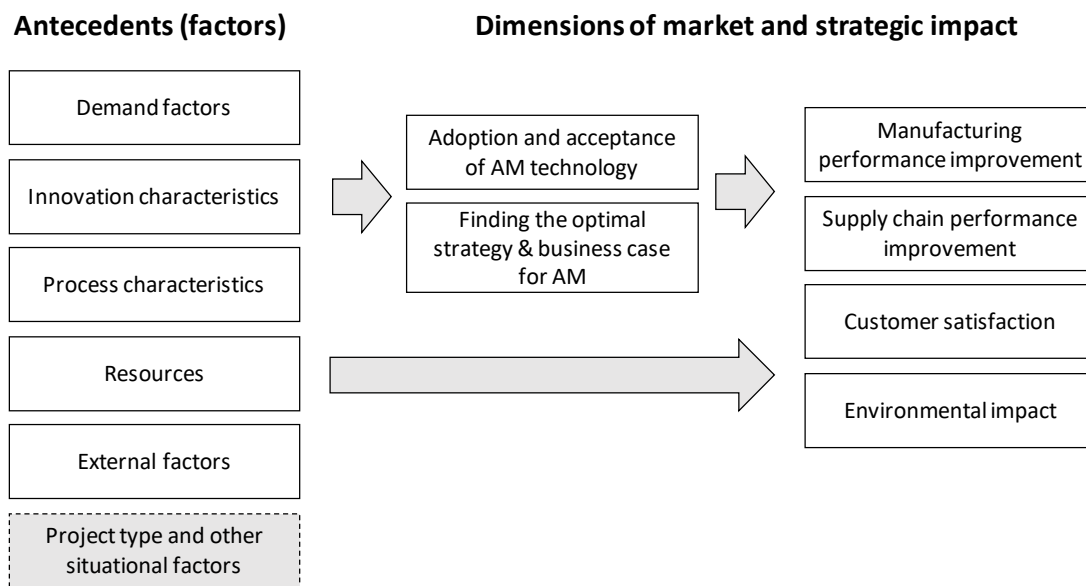 Antecedents (factors)
Dimensions of market and strategic impact
Demand factors
Innovation characteristics
Process characteristics
Resources
External factors
Project type and other
situational factors
Adoption and acceptance
of AM technology
Finding the optimal
strategy & business case
for AM
Manufacturing
performance improvement
Supply chain performance
improvement
Customer satisfaction
Environmental impact